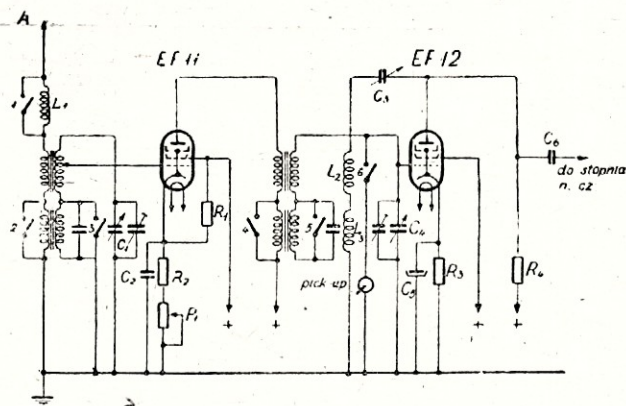 A
EF 11
EF 12
1
L1
C3
C6
do stopnia
n. cz
2
3
C1
R1
4
5
L2
L3
6
C4
C2
R2
P1
pick-up
C5
R3
R4
+
+
+
+